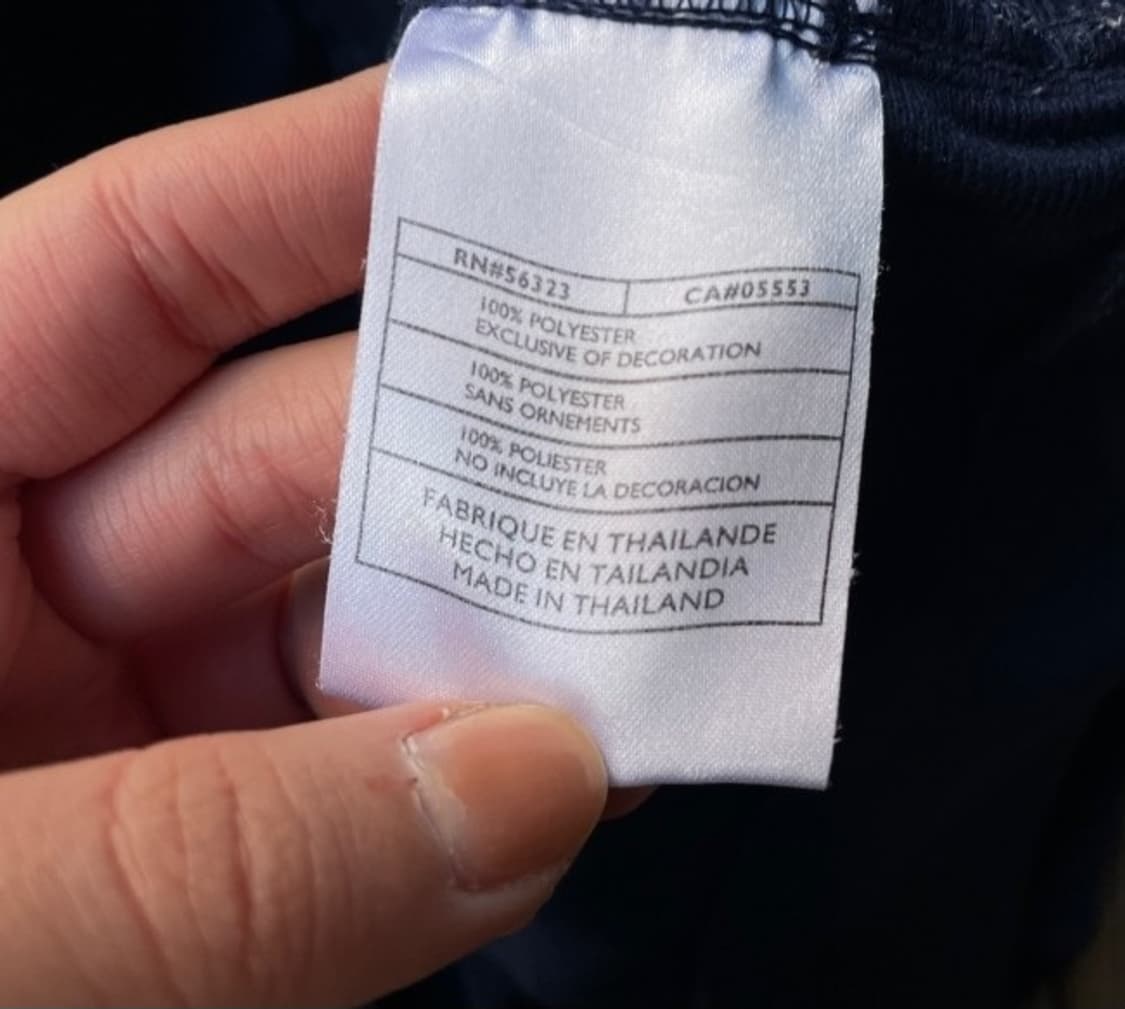 RN#56323 CA#05553
100% POLYESTER
EXCLUSIVE OF DECORATION
100% POLYESTER
SANS ORNEMENTS
100% POLIESTER
NO INCLUYE LA DECORACION
FABRIQUE EN THAILANDE
HECHO EN TAILANDIA
MADE IN THAILAND